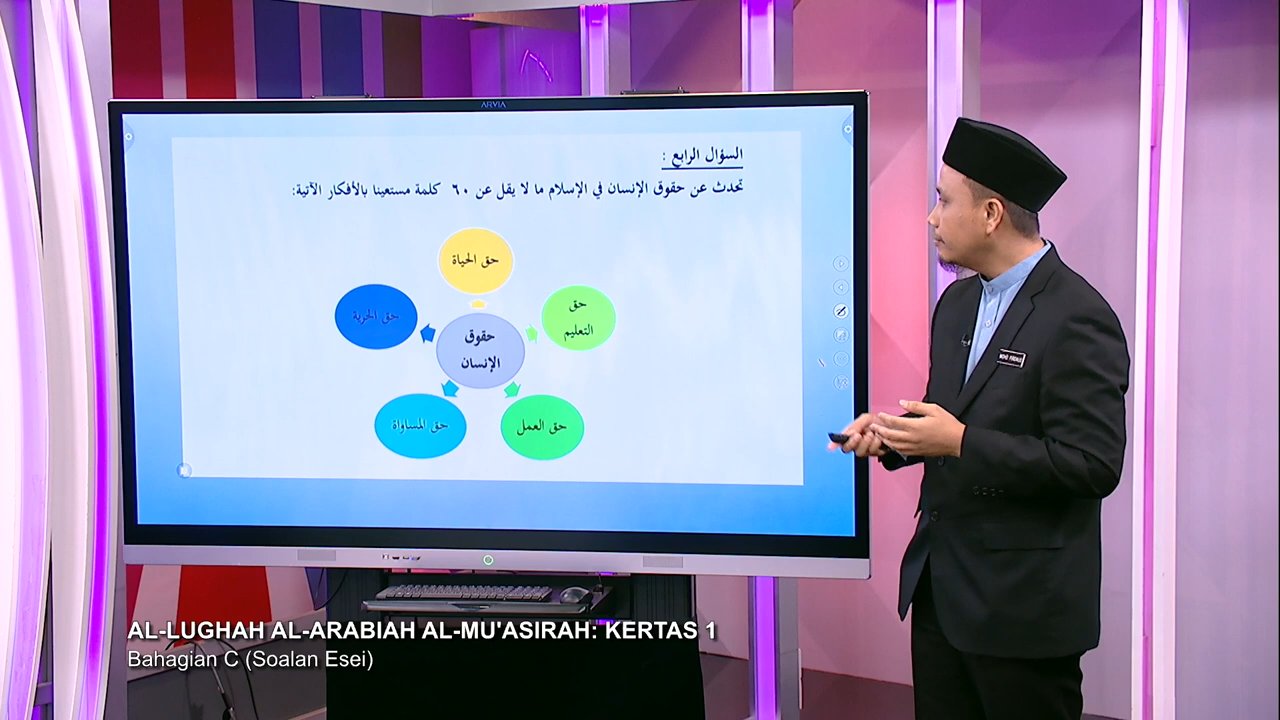 ARVIA
السؤال الرابع :
تحدث عن حقوق الإنسان في الإسلام ما لا يقل عن ٦٠ كلمة مستعينا بالأفكار الآتية:
حق الحياة
حق
التعليم
حق الحرية
حقوق
الإنسان
حق العمل
حق المساواة
AL-LUGHAH AL-ARABIAH AL-MU'ASIRAH: KERTAS 1
Bahagian C (Soalan Esei)